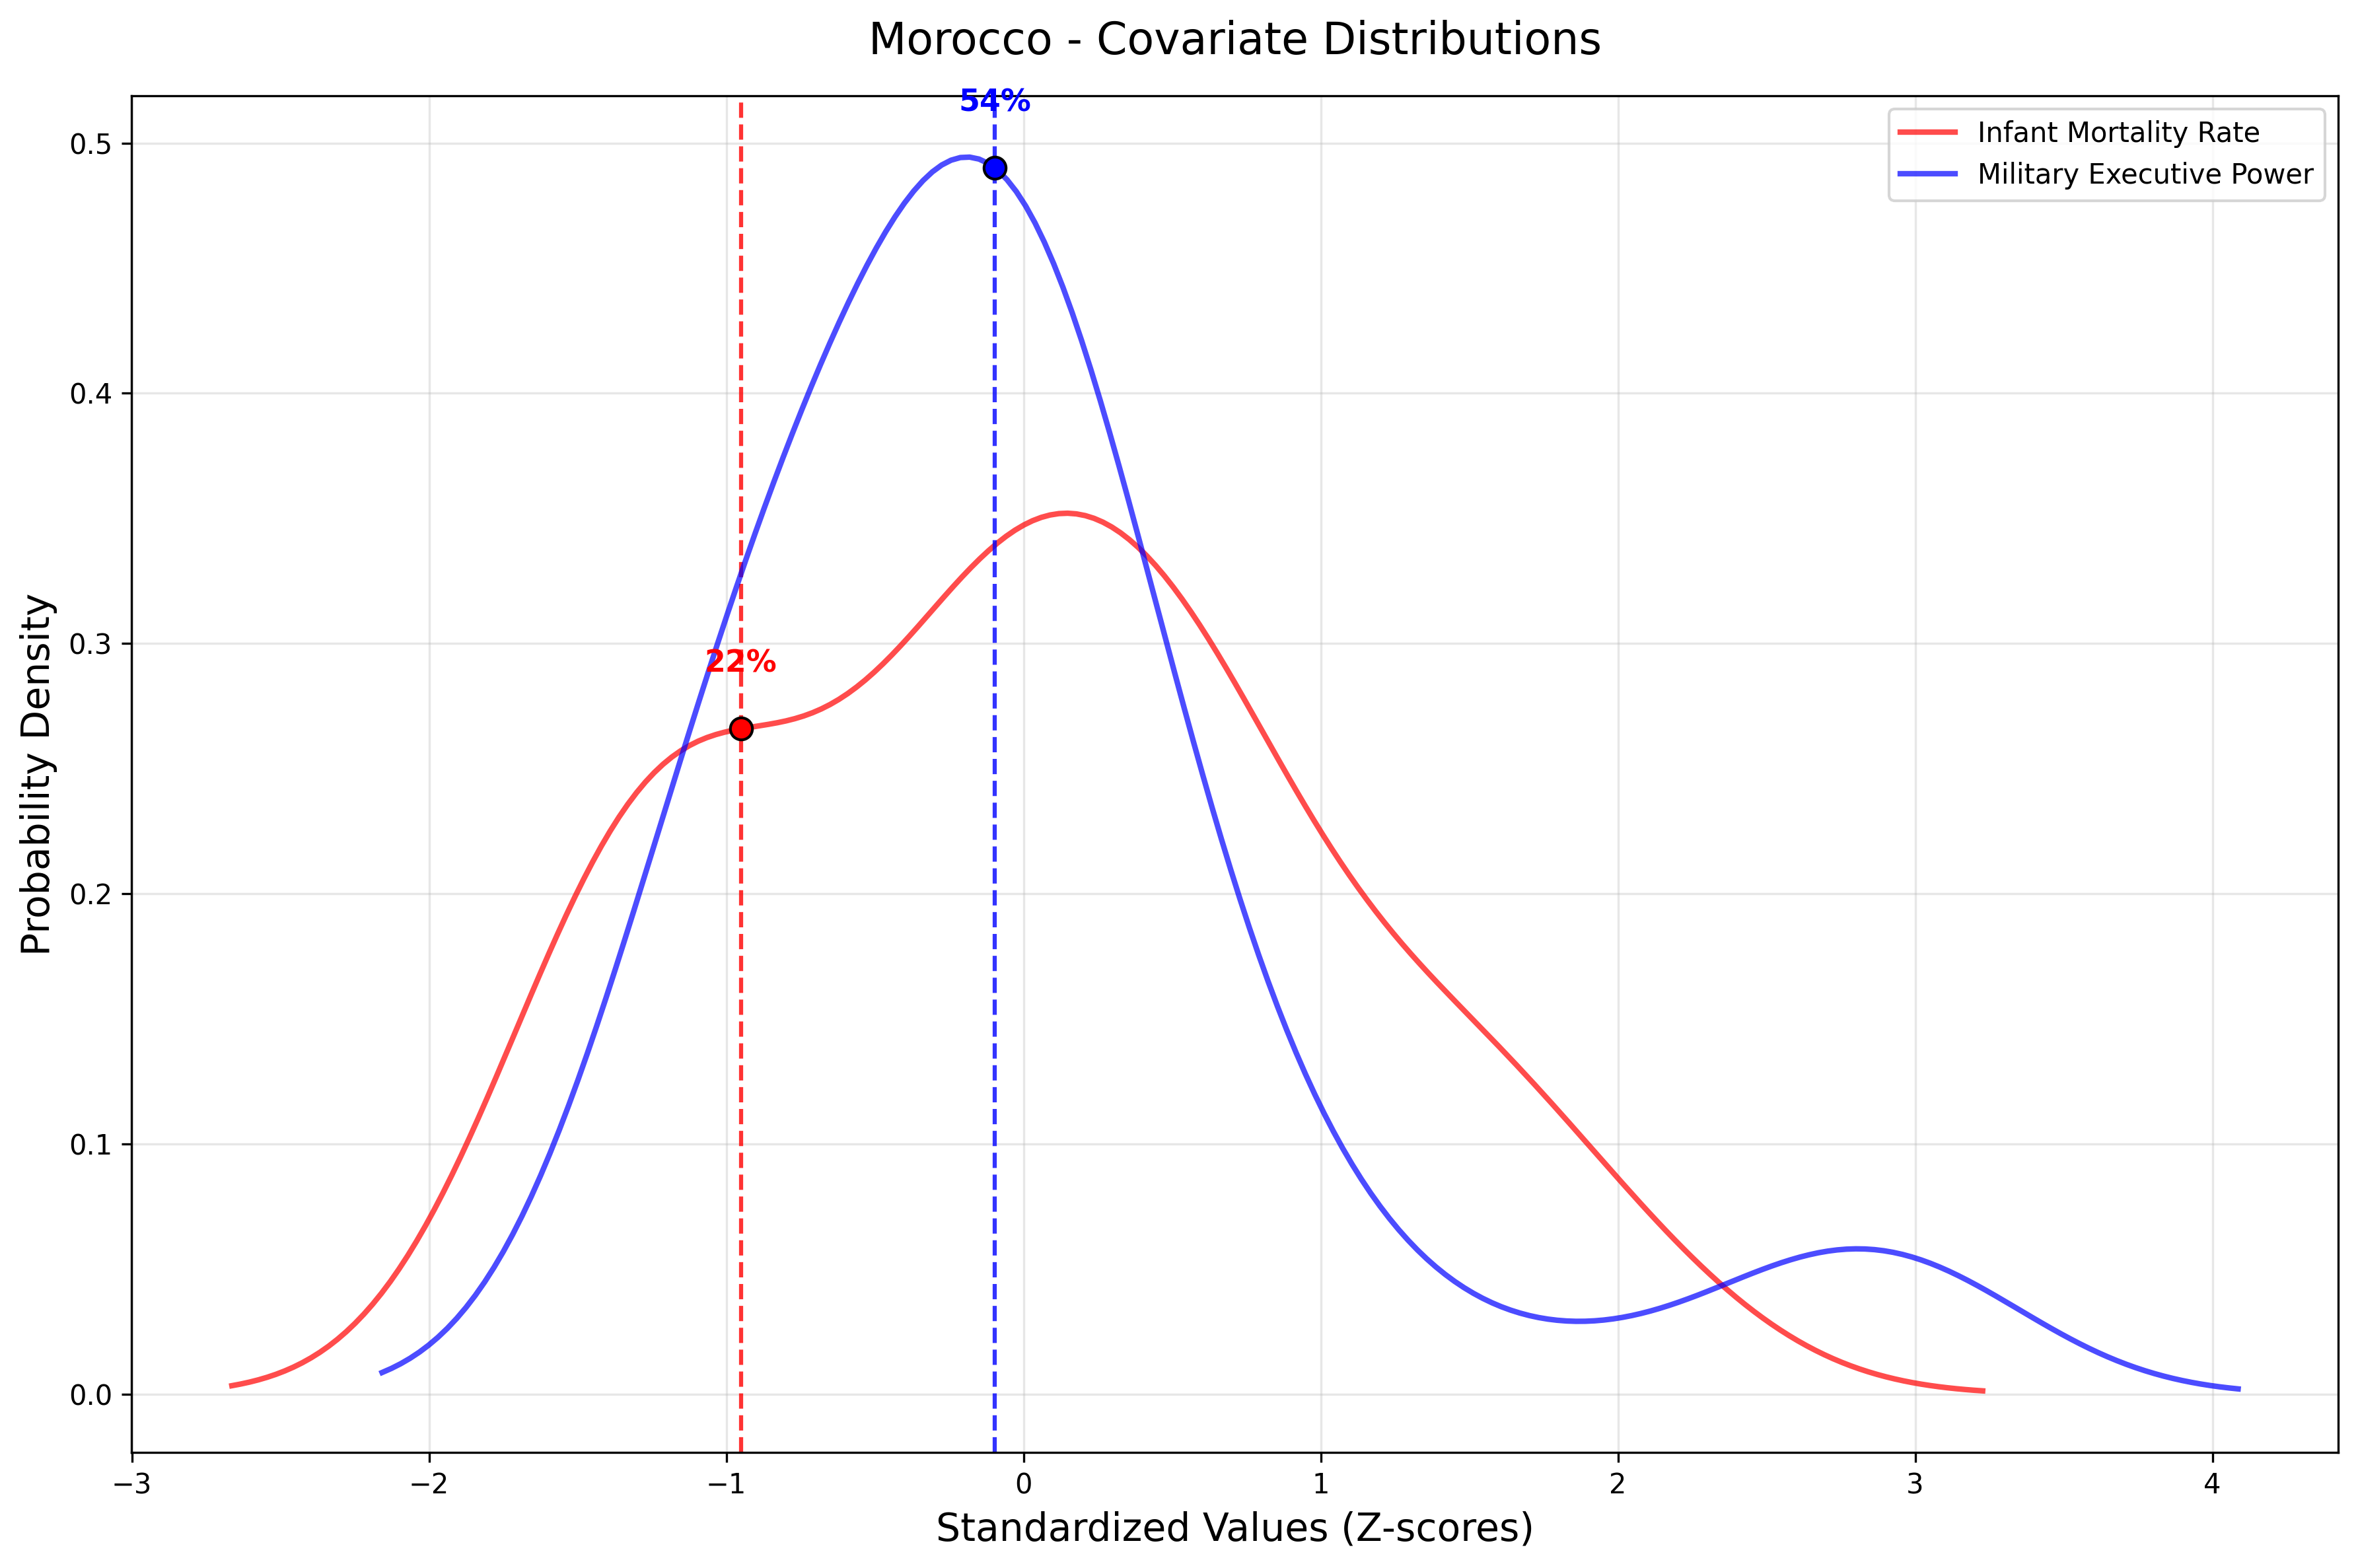 Morocco - Covariate Distributions
54%
Infant Mortality Rate
Military Executive Power
22%
Probability Density
0.5
0.4
0.3
0.2
0.1
0.0
−3 −2 −1 0 1 2 3 4
Standardized Values (Z-scores)